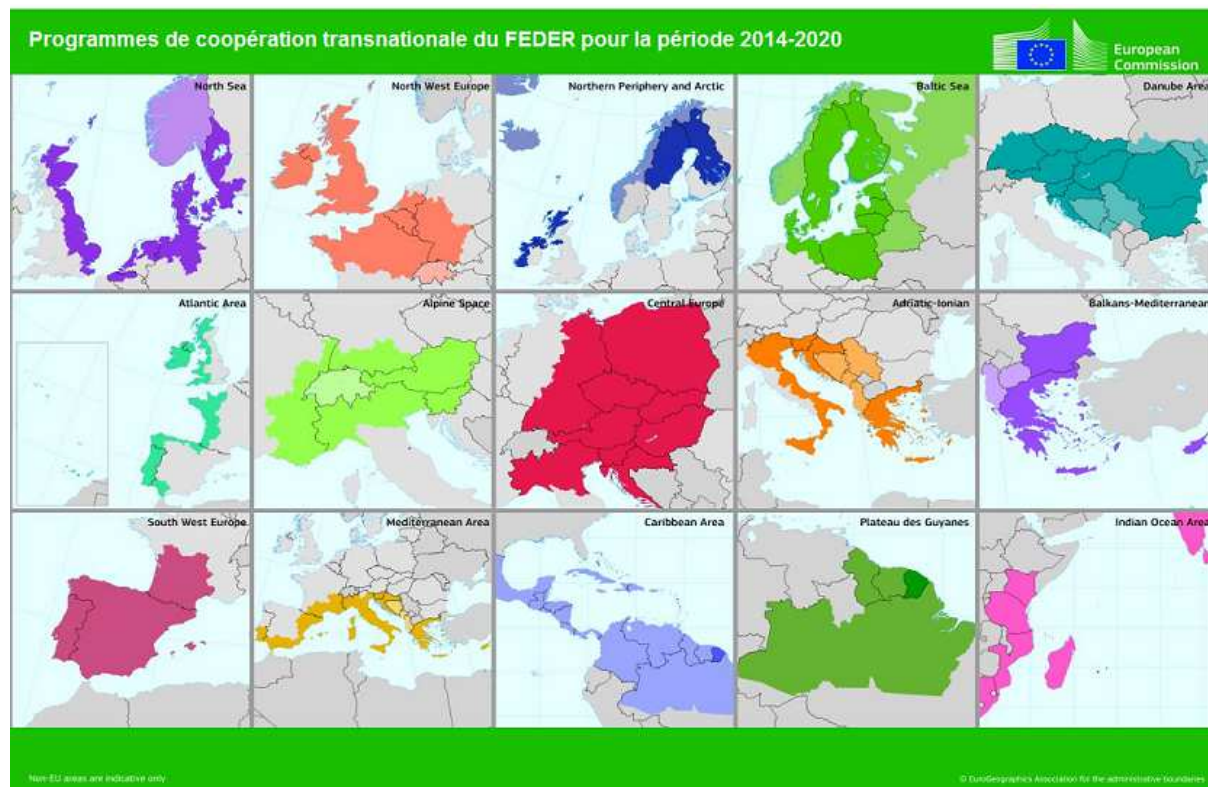 Programmes de coopération transnationale du FEDER pour la période 2014-2020
European
Commission
North Sea
North West Europe
Northern Periphery and Arctic
Baltic Sea
Danube Area
Atlantic Area
Alpine Space
Central Europe
Adriatic-Ionian
Balkans-Mediterranean
South West Europe
Mediterranean Area
Caribbean Area
Plateau des Guyanes
Indian Ocean Area
Non-EU areas are indicative only
© EuroGeographics Association for the administrative boundaries